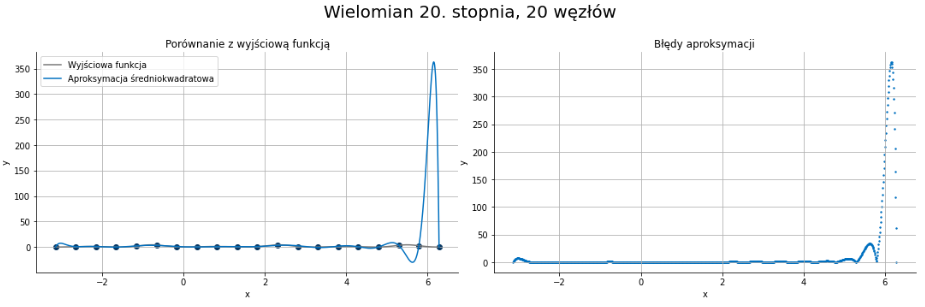 Wielomian 20. stopnia, 20 węzłów
Porównanie z wyjściową funkcją
Wyjściowa funkcja
Aproksymacja średniokwadratowa
350
300
250
200
150
100
50
0
y
−2
0
2
4
6
x
Błędy aproksymacji
350
300
250
200
150
100
50
0
y
−2
0
2
4
6
x